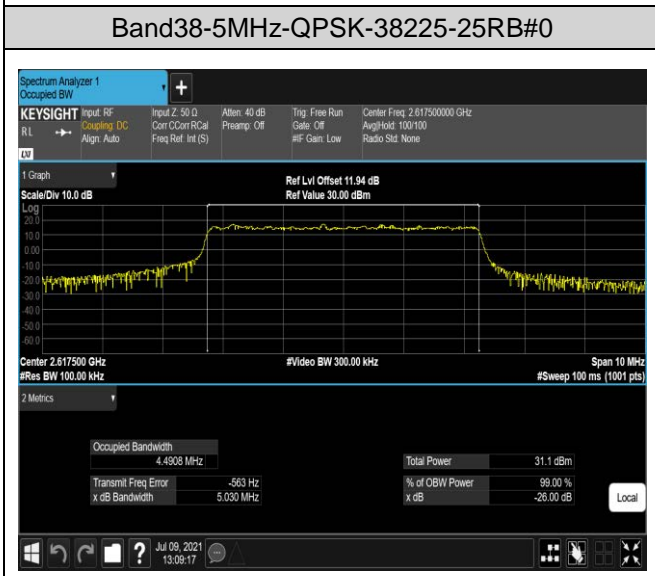 Band38-5MHz-QPSK-38225-25RB#0
Spectrum Analyzer 1
Occupied BW
+
KEYSIGHT Input: RF Input Z: 50 Ω Atten: 40 dB Trig: Free Run Center Freq: 2.617500000 GHz
RL Coupling: DC Corr CCorr RCal Preamp: Off Gate: Off Avg|Hold: 100/100
Align: Auto Freq Ref: Int (S) #IF Gain: Low Radio Std: None
LXI
1 Graph
Ref Lvl Offset 11.94 dB
Scale/Div 10.0 dB Ref Value 30.00 dBm
Log
20.0
10.0
0.00
-10.0
-20.0
-30.0
-40.0
-50.0
-60.0
Center 2.617500 GHz #Video BW 300.00 kHz Span 10 MHz
#Res BW 100.00 kHz #Sweep 100 ms (1001 pts)
2 Metrics
Occupied Bandwidth
4.4908 MHz Total Power 31.1 dBm
Transmit Freq Error -563 Hz % of OBW Power 99.00 %
x dB Bandwidth 5.030 MHz x dB -26.00 dB
Local
? Jul 09, 2021
13:09:17